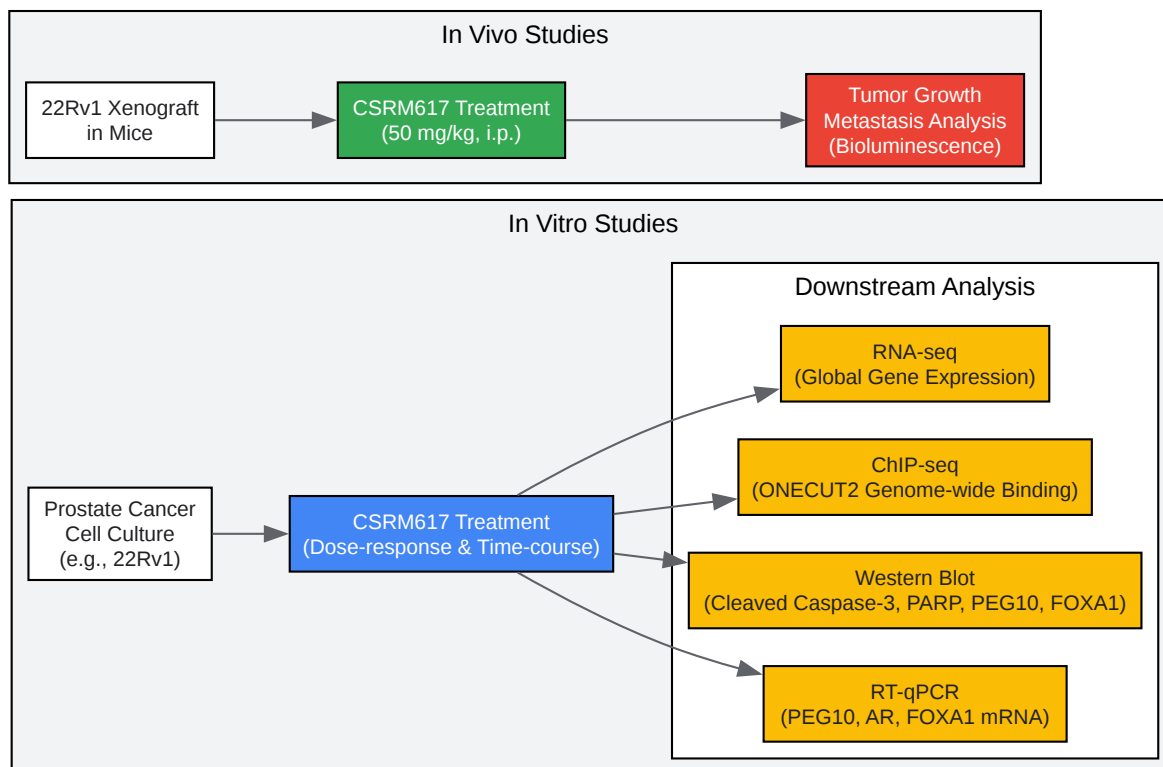 In Vivo Studies
22Rv1 Xenograft
in Mice
CSRM617 Treatment
(50 mg/kg, i.p.)
Tumor Growth
Metastasis Analysis
(Bioluminescence)
In Vitro Studies
Downstream Analysis
RNA-seq
(Global Gene Expression)
ChIP-seq
(ONECUT2 Genome-wide Binding)
Prostate Cancer
Cell Culture
(e.g., 22Rv1)
CSRM617 Treatment
(Dose-response & Time-course)
Western Blot
(Cleaved Caspase-3, PARP, PEG10, FOXA1)
RT-qPCR
(PEG10, AR, FOXA1 mRNA)